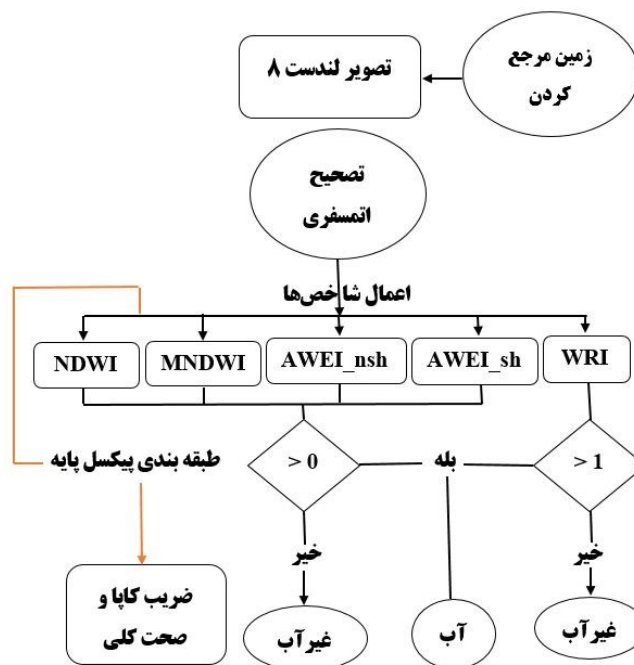 زمین مرجع
کردن
تصویر لندست ۸
تصحیح
اتمسفری
اعمال شاخص‌ها
NDWI
MNDWI
AWEI_nsh
AWEI_sh
WRI
طبقه بندی پیکسل پایه
> 0
بله
> 1
خیر
خیر
ضریب کاپا و
صحت کلی
غیرآب
آب
غیرآب